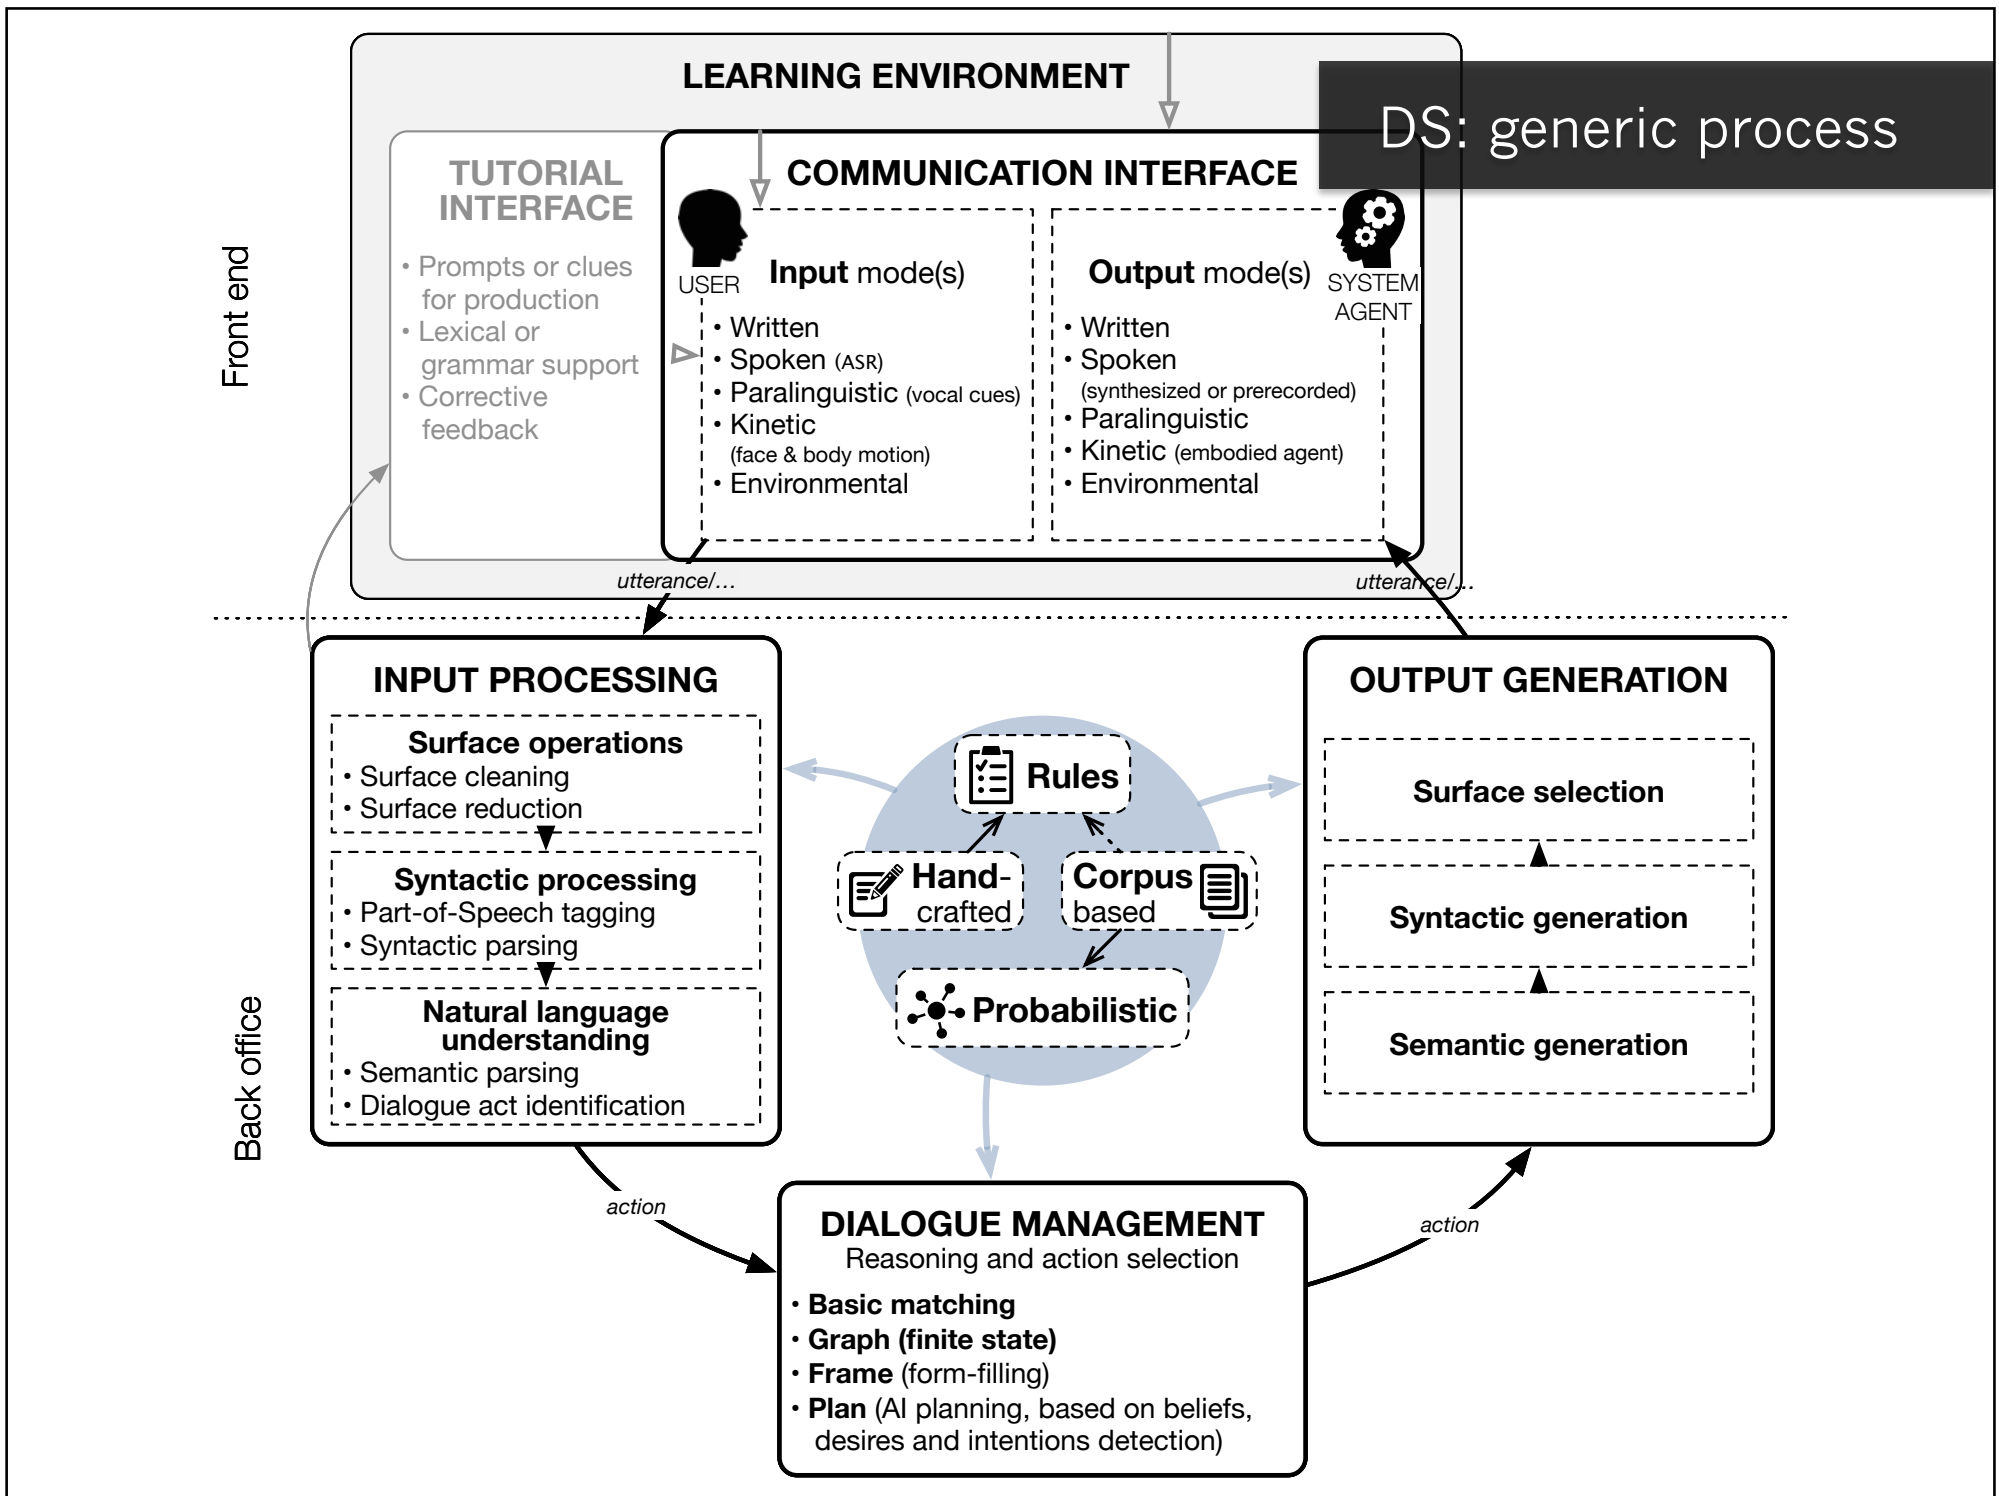 LEARNING ENVIRONMENT
DS: generic process
TUTORIAL
INTERFACE
• Prompts or clues
for production
• Lexical or
grammar support
• Corrective
feedback
COMMUNICATION INTERFACE
USER
Input mode(s)
• Written
• Spoken (ASR)
• Paralinguistic (vocal cues)
• Kinetic
(face & body motion)
• Environmental
Output mode(s)
• Written
• Spoken
(synthesized or prerecorded)
• Paralinguistic
• Kinetic (embodied agent)
• Environmental
SYSTEM
AGENT
Front end
utterance/…
utterance/…
Back office
INPUT PROCESSING
Surface operations
• Surface cleaning
• Surface reduction
Syntactic processing
• Part-of-Speech tagging
• Syntactic parsing
Natural language
understanding
• Semantic parsing
• Dialogue act identification
Rules
Hand-
crafted
Corpus
based
Probabilistic
OUTPUT GENERATION
Surface selection
Syntactic generation
Semantic generation
action
action
DIALOGUE MANAGEMENT
Reasoning and action selection
• Basic matching
• Graph (finite state)
• Frame (form-filling)
• Plan (AI planning, based on beliefs,
desires and intentions detection)